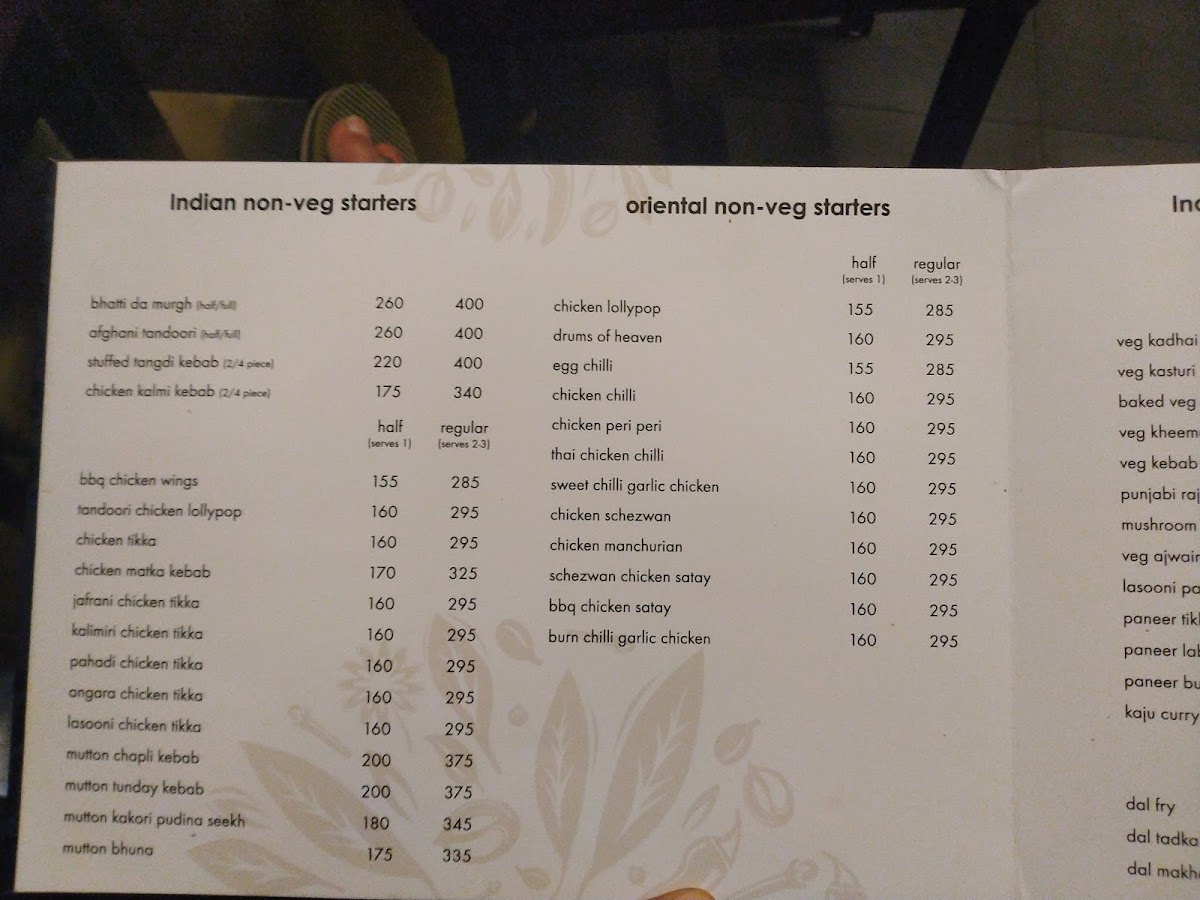 Indian non-veg starters
bhatti da murgh (half/full) 260 400
afghani tandoori (half/full) 260 400
stuffed tangdi kebab (2/4 piece) 220 400
chicken kalmi kebab (2/4 piece) 175 340
half regular
(serves 1) (serves 2-3)
bbq chicken wings 155 285
tandoori chicken lollypop 160 295
chicken tikka 160 295
chicken matka kebab 170 325
jafrani chicken tikka 160 295
kalimiri chicken tikka 160 295
pahadi chicken tikka 160 295
angara chicken tikka 160 295
lasooni chicken tikka 160 295
mutton chapli kebab 200 375
mutton tunday kebab 200 375
mutton kakori pudina seekh 180 345
mutton bhuna 175 335
oriental non-veg starters
half regular
(serves 1) (serves 2-3)
chicken lollypop 155 285
drums of heaven 160 295
egg chilli 155 285
chicken chilli 160 295
chicken peri peri 160 295
thai chicken chilli 160 295
sweet chilli garlic chicken 160 295
chicken schezwan 160 295
chicken manchurian 160 295
schezwan chicken satay 160 295
bbq chicken satay 160 295
burn chilli garlic chicken 160 295
veg kadhai
veg kasturi
baked veg
veg kebab
punjabi
mushroom
veg
lasooni
paneer
paneer
paneer
kaju curry
dal fry
dal tadka
dal